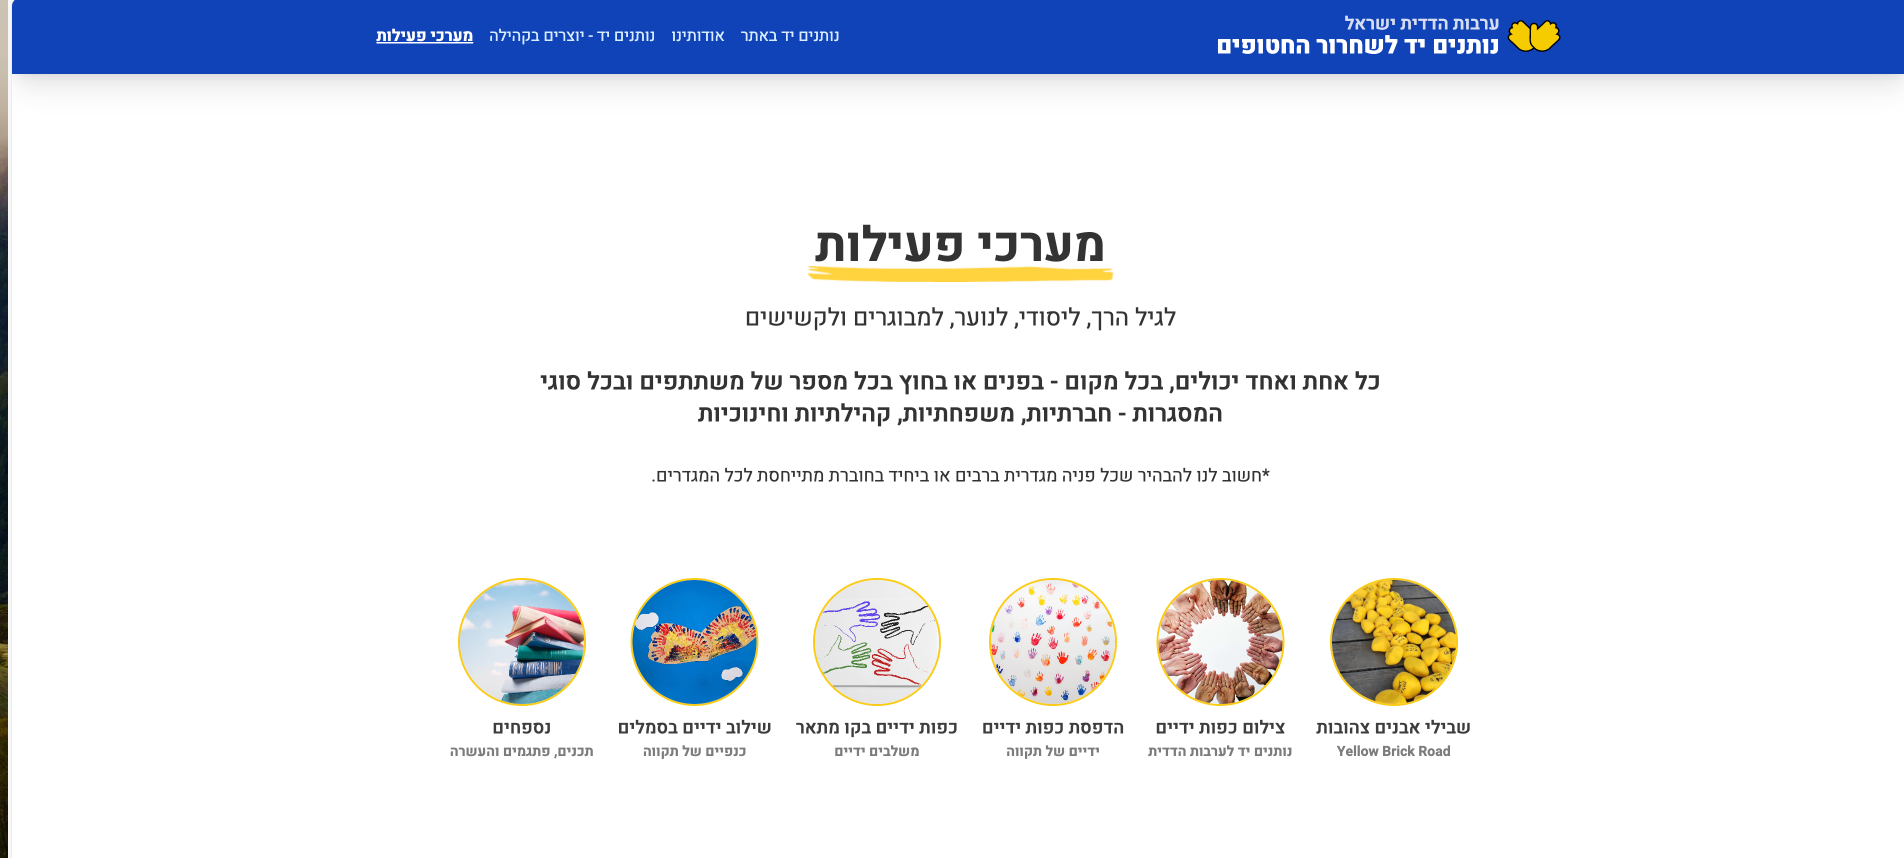 ערבות הדדית ישראל
נותנים יד לשחרור החטופים
נותנים יד באתר
אודותינו
נותנים יד - יוצרים בקהילה
מערכי פעילות
מערכי פעילות
לגיל הרך, ליסודי, לנוער, למבוגרים ולקשישים
כל אחת ואחד יכולים, בכל מקום - בפנים או בחוץ בכל מספר של משתתפים ובכל סוגי
המסגרות - חברתיות, משפחתיות, קהילתיות וחינוכיות
*חשוב לנו להבהיר שכל פניה מגדרית ברבים או ביחיד בחוברת מתייחסת לכל המגדרים.
שבילי אבנים צהובות
Yellow Brick Road
צילום כפות ידיים
נותנים יד לערבות הדדית
הדפסת כפות ידיים
ידיים של תקווה
כפות ידיים בקו מתאר
משלבים ידיים
שילוב ידיים בסמלים
כנפיים של תקווה
נספחים
תכנים, פתגמים והעשרה